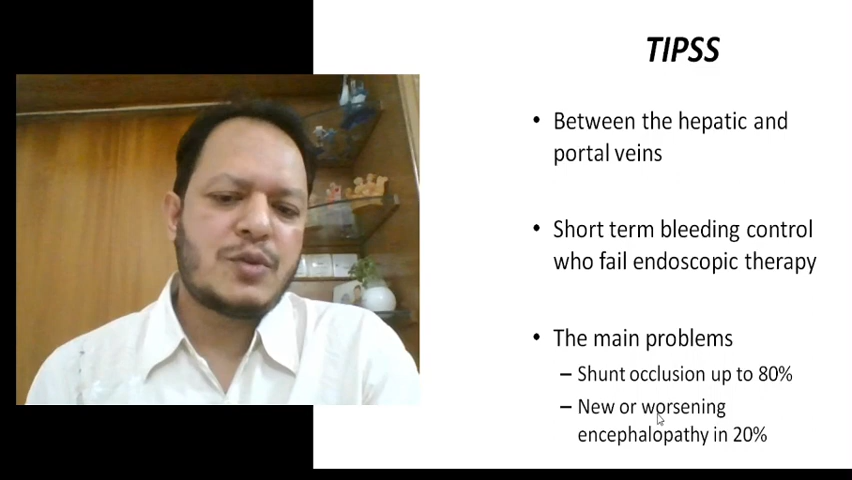 TIPSS
• Between the hepatic and
portal veins
• Short term bleeding control
who fail endoscopic therapy
• The main problems
– Shunt occlusion up to 80%
– New or worsening
encephalopathy in 20%